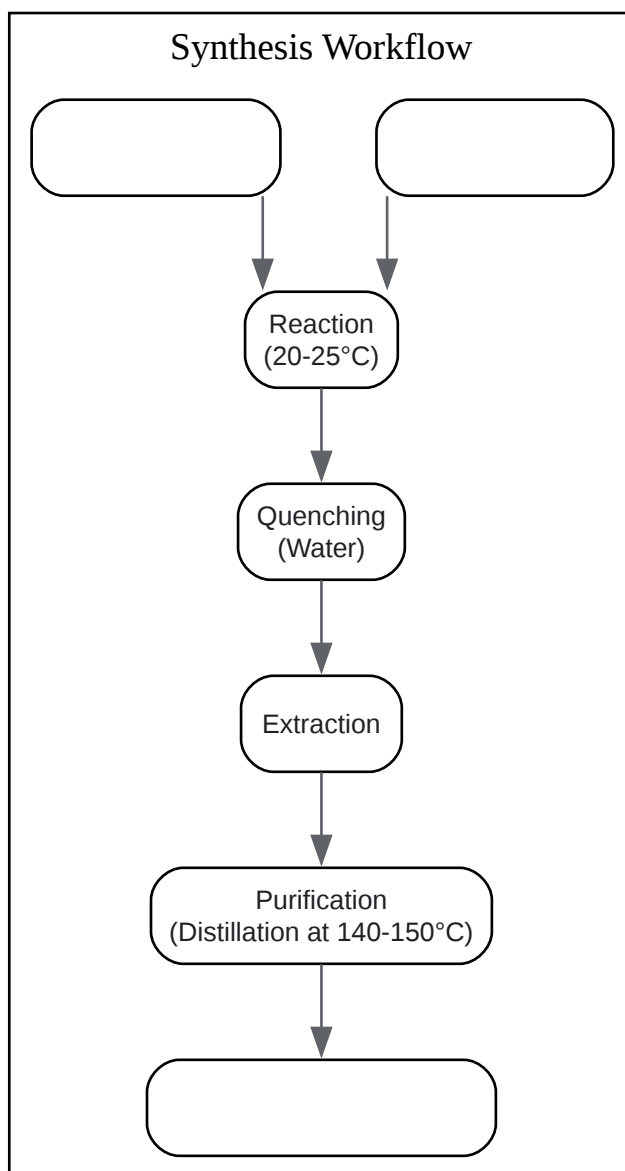 Synthesis Workflow
Reaction
(20-25°C)
Quenching
(Water)
Extraction
Purification
(Distillation at 140-150°C)